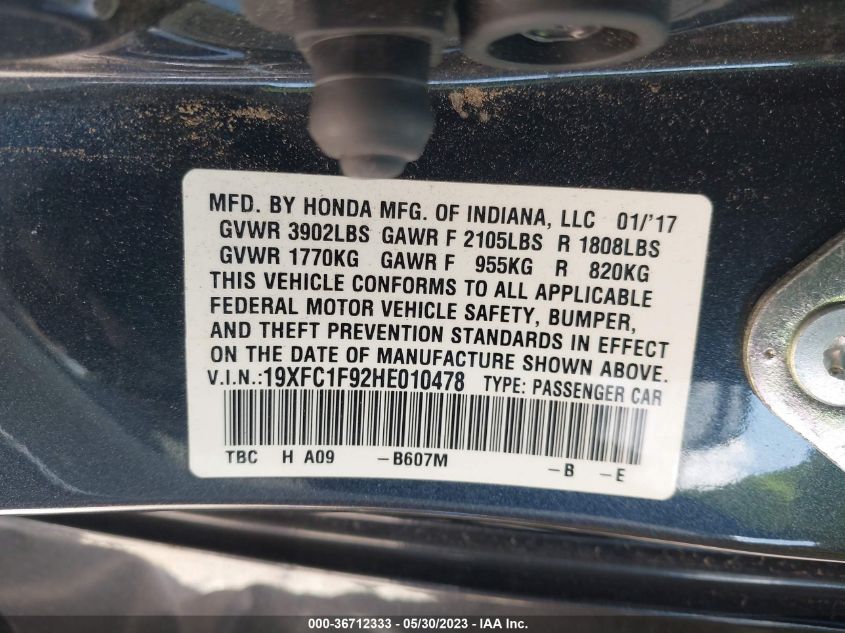 MFD. BY HONDA MFG. OF INDIANA, LLC 01/'17
GVWR 3902LBS GAWR F 2105LBS R 1808LBS
GVWR 1770KG GAWR F 955KG R 820KG
THIS VEHICLE CONFORMS TO ALL APPLICABLE
FEDERAL MOTOR VEHICLE SAFETY, BUMPER,
AND THEFT PREVENTION STANDARDS IN EFFECT
ON THE DATE OF MANUFACTURE SHOWN ABOVE.
V.I.N.:19XFC1F92HE010478 TYPE: PASSENGER CAR
TBC H A09 -B607M -B -E
000-36712333 - 05/30/2023 - IAA Inc.